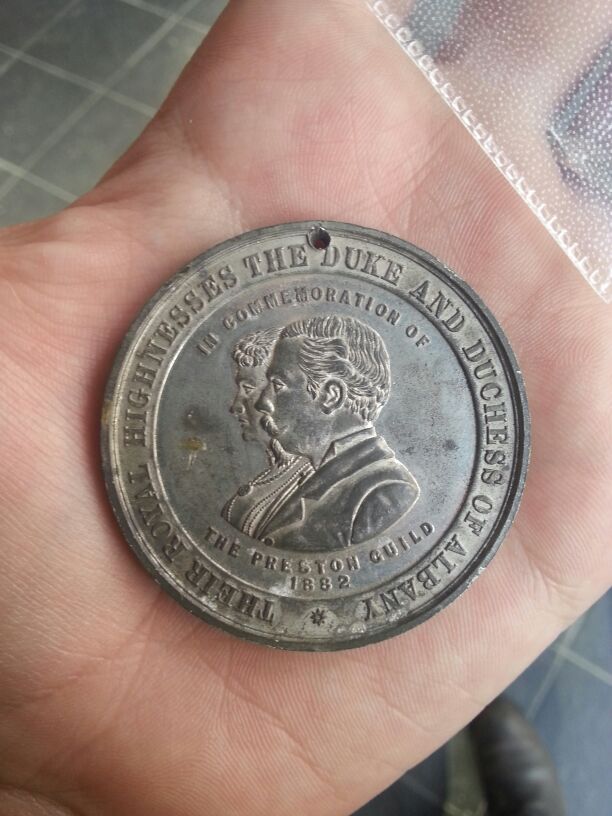 THEIR ROYAL HIGHNESSES THE DUKE AND DUCHESS OF ALBANY
IN COMMEMORATION OF
THE PRESTON GUILD
1882